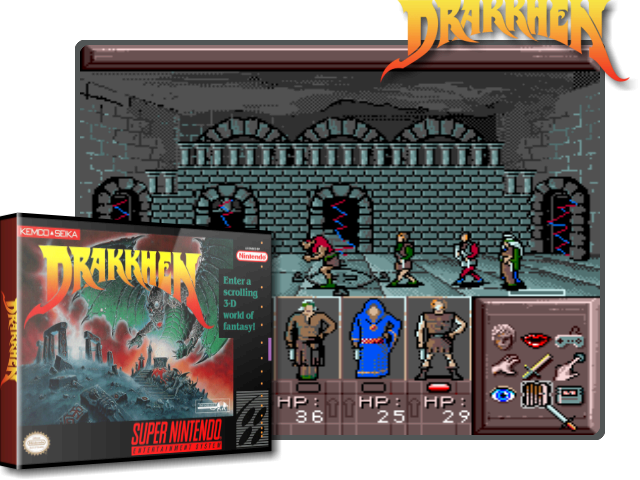 DRAKKHEN
KEMCO SEIKA
Nintendo
DRAKKHEN
Enter a
scrolling
3-D
world of
fantasy!
DRAKKHEN
HP:
36
HP:
25
HP:
29
SUPER NINTENDO
ENTERTAINMENT SYSTEM